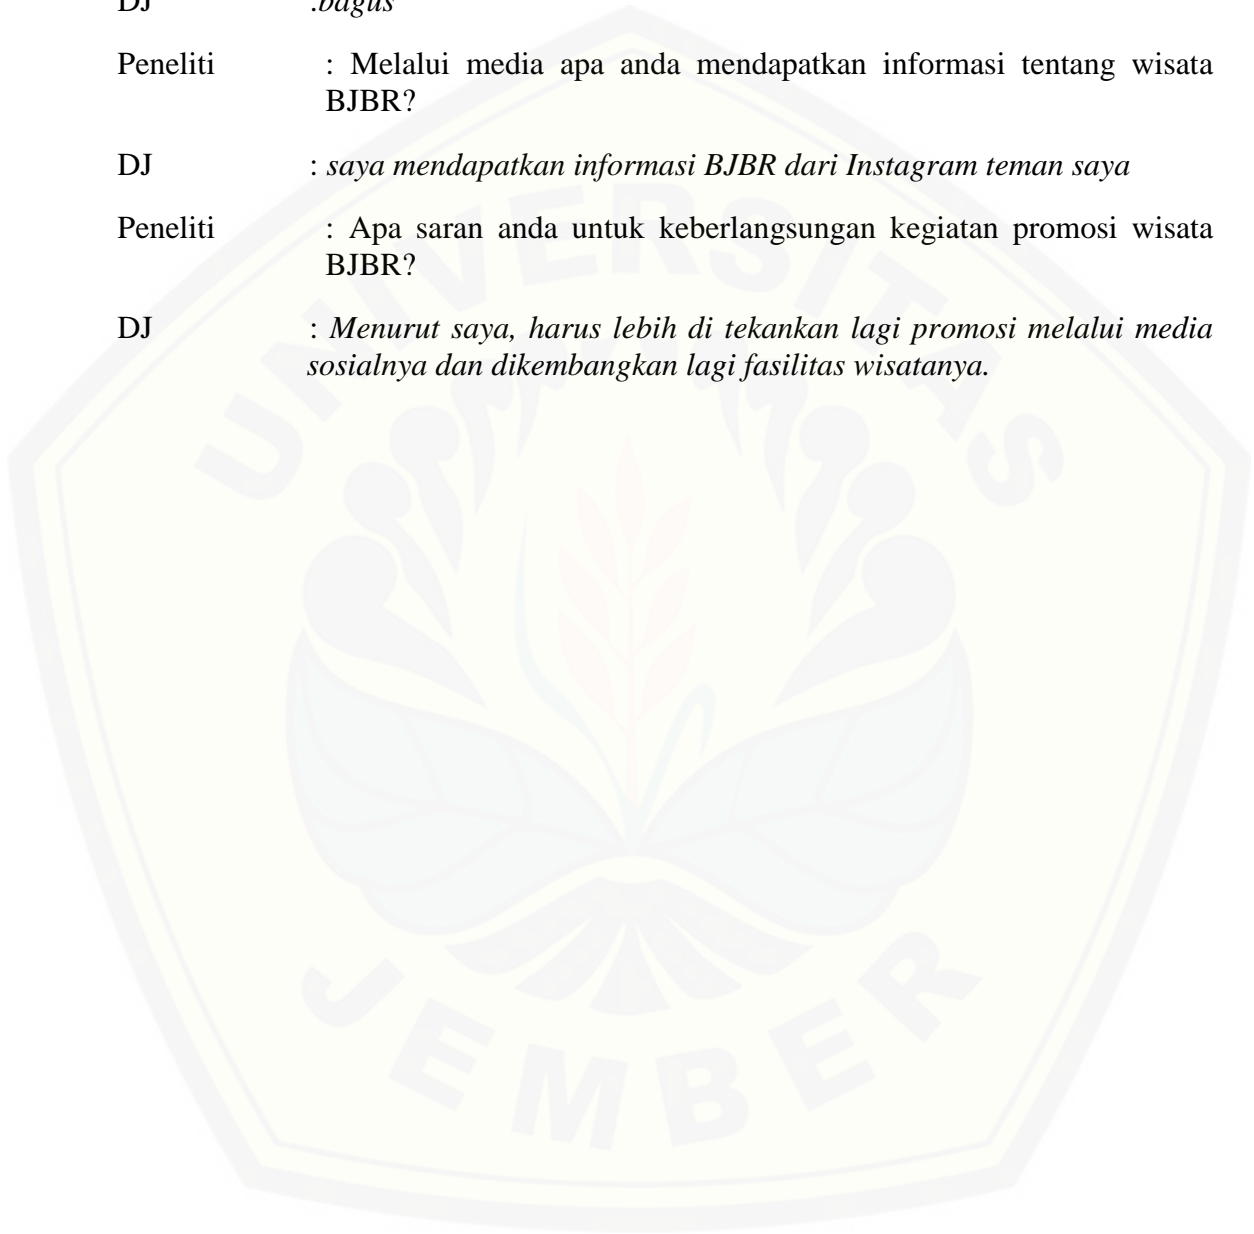 DJ :.bagus
Peneliti : Melalui media apa anda mendapatkan informasi tentang wisata
BJBR?
DJ : saya mendapatkan informasi BJBR dari Instagram teman saya
Peneliti : Apa saran anda untuk keberlangsungan kegiatan promosi wisata
BJBR?
DJ : Menurut saya, harus lebih di tekankan lagi promosi melalui media
sosialnya dan dikembangkan lagi fasilitas wisatanya.
UNIVERSITAS
JEMBER